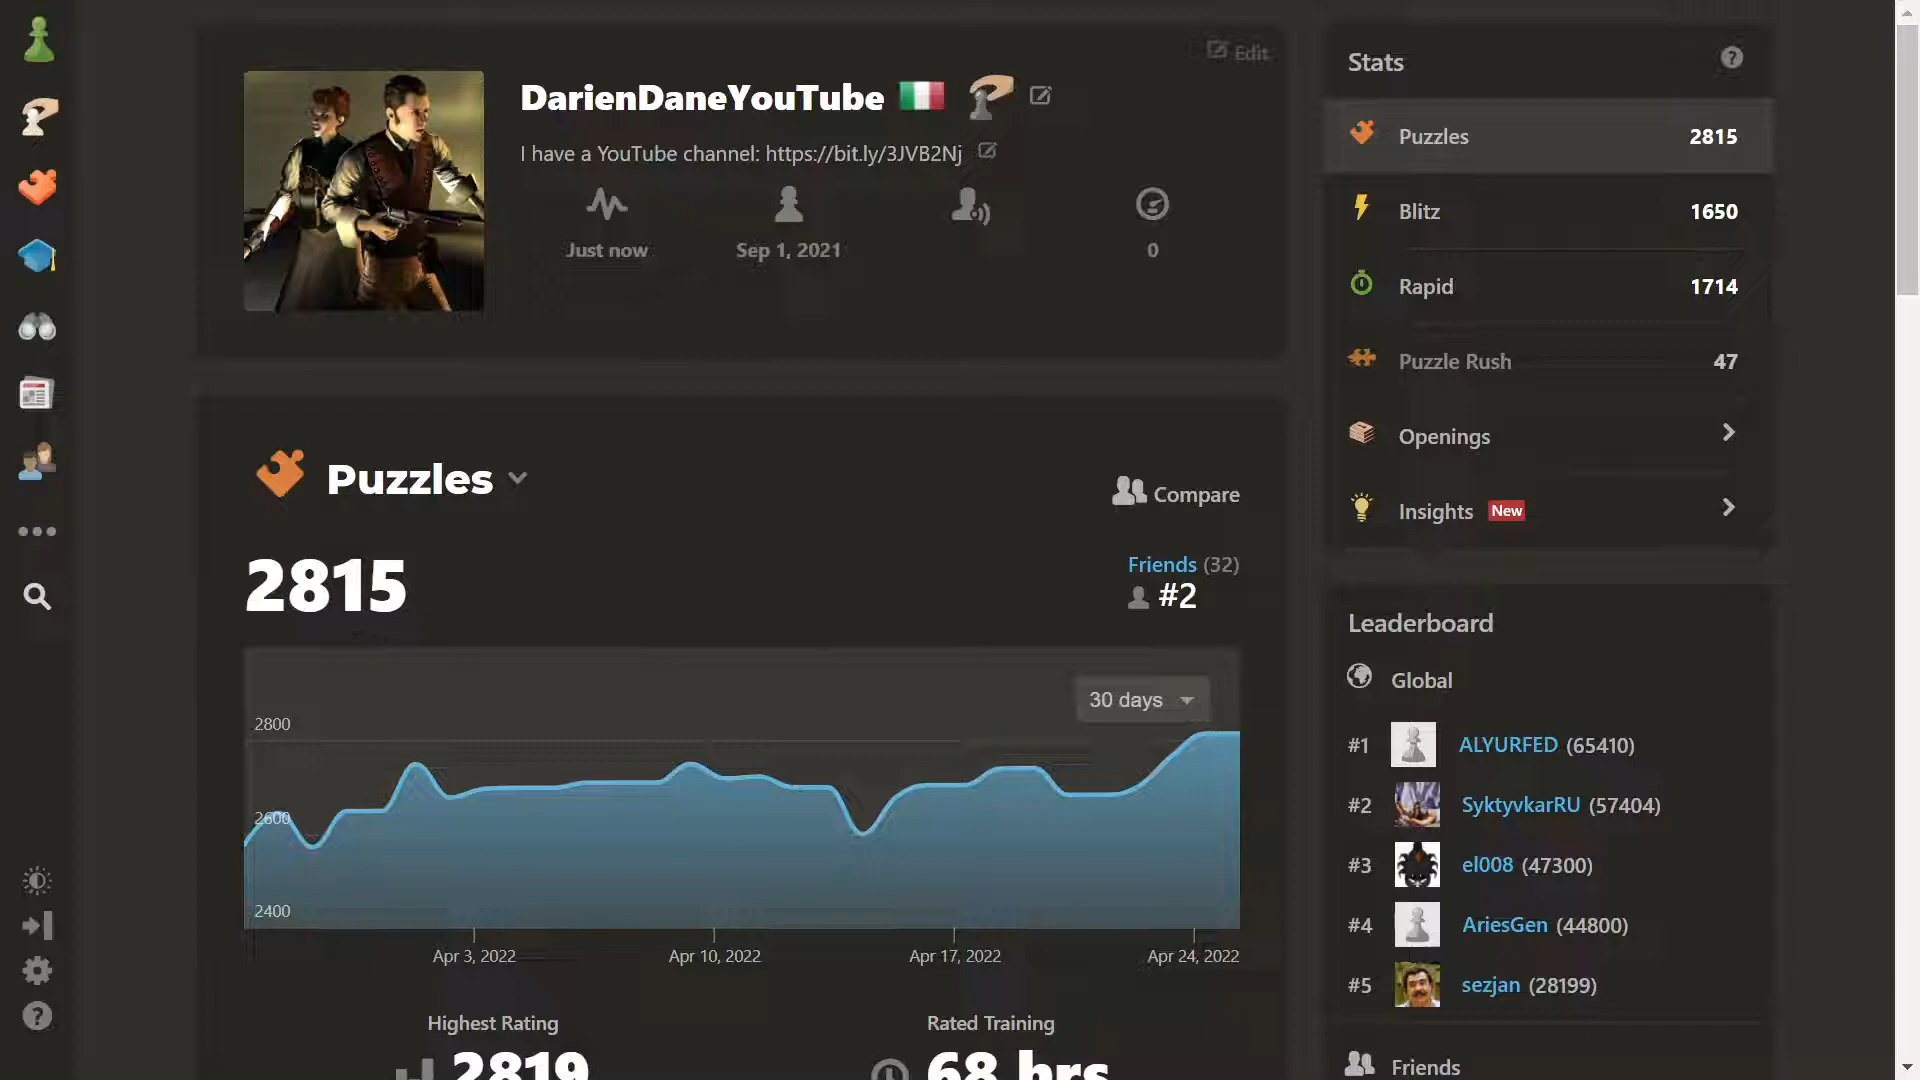 Edit
DarienDaneYouTube
I have a YouTube channel: https://bit.ly/3JVB2Nj
Just now
Sep 1, 2021
0
Puzzles
Compare
2815
Friends (32)
#2
30 days
2800
2600
2400
Apr 3, 2022
Apr 10, 2022
Apr 17, 2022
Apr 24, 2022
Highest Rating
2819
Rated Training
68 hrs
Stats
Puzzles 2815
Blitz 1650
Rapid 1714
Puzzle Rush 47
Openings
Insights New
Leaderboard
Global
#1 ALYURFED (65410)
#2 SyktyvkarRU (57404)
#3 el008 (47300)
#4 AriesGen (44800)
#5 sezjan (28199)
Friends